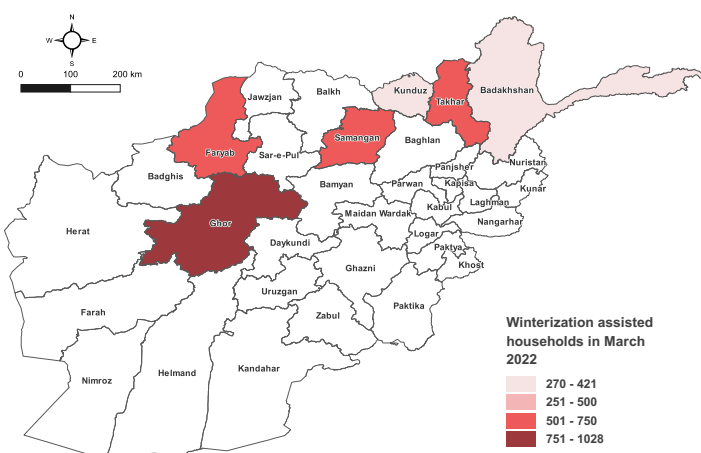 N
W E
S
0 100 200 km
Jawzjan
Balkh
Kunduz
Takhar
Badakhshan
Samangan
Faryab
Sar-e-Pul
Baghlan
Badghis
Panjsher
Nuristan
Bamyan
Parwan
Kapisa
Kunar
Laghman
Kabul
Maidan Wardak
Nangarhar
Ghor
Herat
Logar
Daykundi
Paktya
Khost
Ghazni
Uruzgan
Paktika
Farah
Zabul
Kandahar
Helmand
Nimroz
Winterization assisted
households in March
2022
270 - 421
251 - 500
501 - 750
751 - 1028